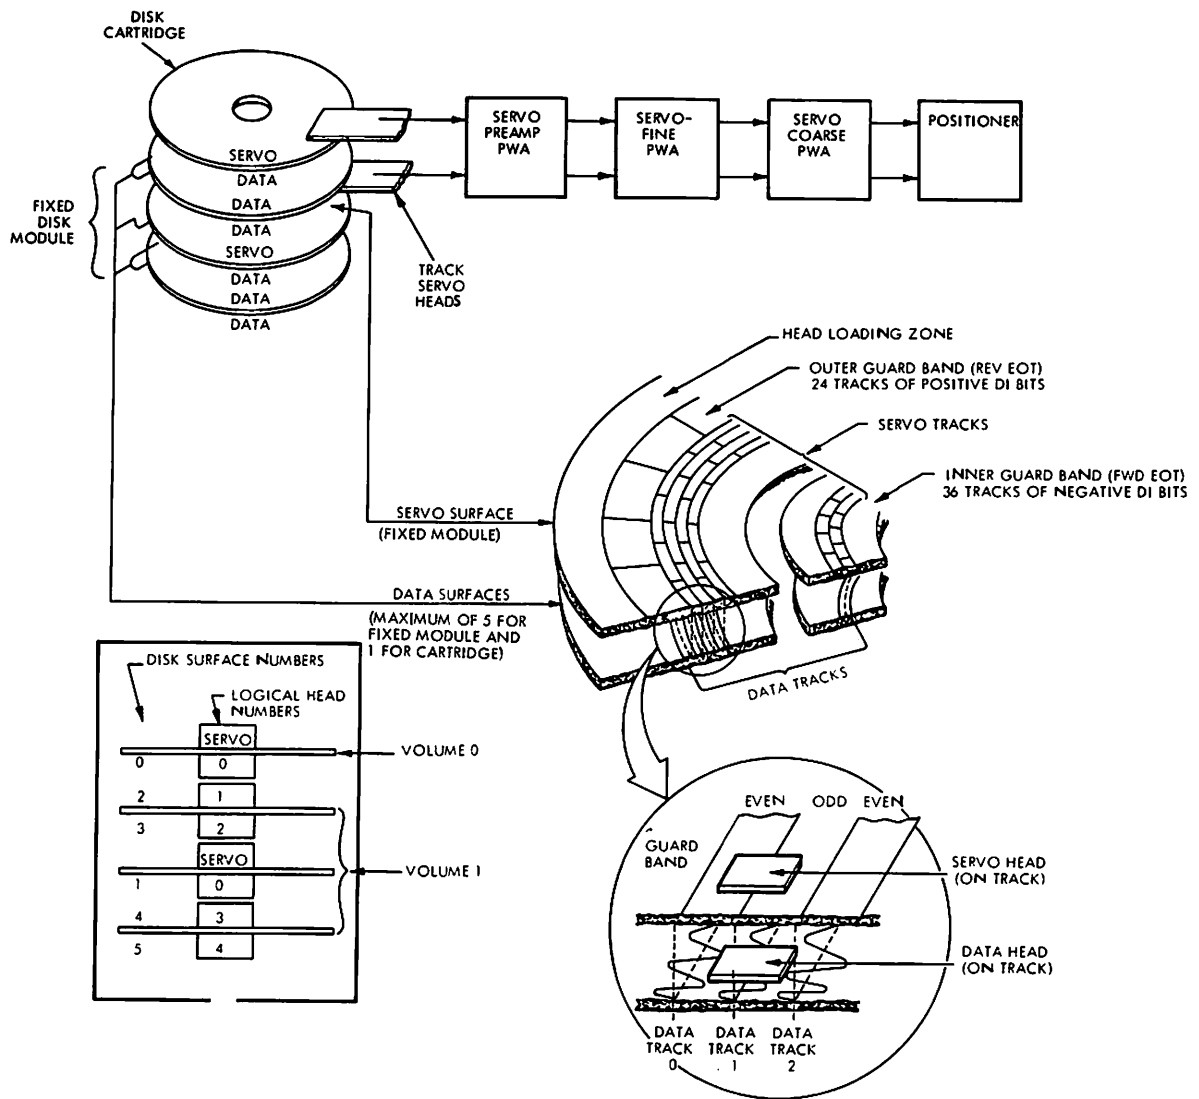 DISK
CARTRIDGE
SERVO
PREAMP
PWA
SERVO-
FINE
PWA
SERVO
COARSE
PWA
POSITIONER
SERVO
DATA
DATA
DATA
SERVO
DATA
DATA
DATA
FIXED
DISK
MODULE
TRACK
SERVO
HEADS
HEAD LOADING ZONE
OUTER GUARD BAND (REV EOT)
24 TRACKS OF POSITIVE DI BITS
SERVO TRACKS
INNER GUARD BAND (FWD EOT)
36 TRACKS OF NEGATIVE DI BITS
SERVO SURFACE
(FIXED MODULE)
DATA SURFACES
(MAXIMUM OF 5 FOR
FIXED MODULE AND
1 FOR CARTRIDGE)
DATA TRACKS
DISK SURFACE NUMBERS
LOGICAL HEAD
NUMBERS
SERVO
0 0
VOLUME 0
2 1
3 2
SERVO
1 0
VOLUME 1
4 3
5 4
EVEN ODD EVEN
GUARD
BAND
SERVO HEAD
(ON TRACK)
DATA HEAD
(ON TRACK)
DATA
TRACK
0
DATA
TRACK
1
DATA
TRACK
2